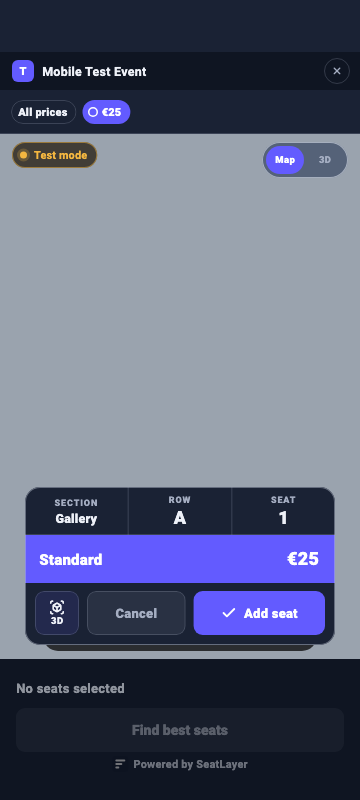 T Mobile Test Event
All prices €25
Test mode
Map 3D
SECTION ROW SEAT
Gallery A 1
Standard €25
3D Cancel Add seat
No seats selected
Find best seats
Powered by SeatLayer